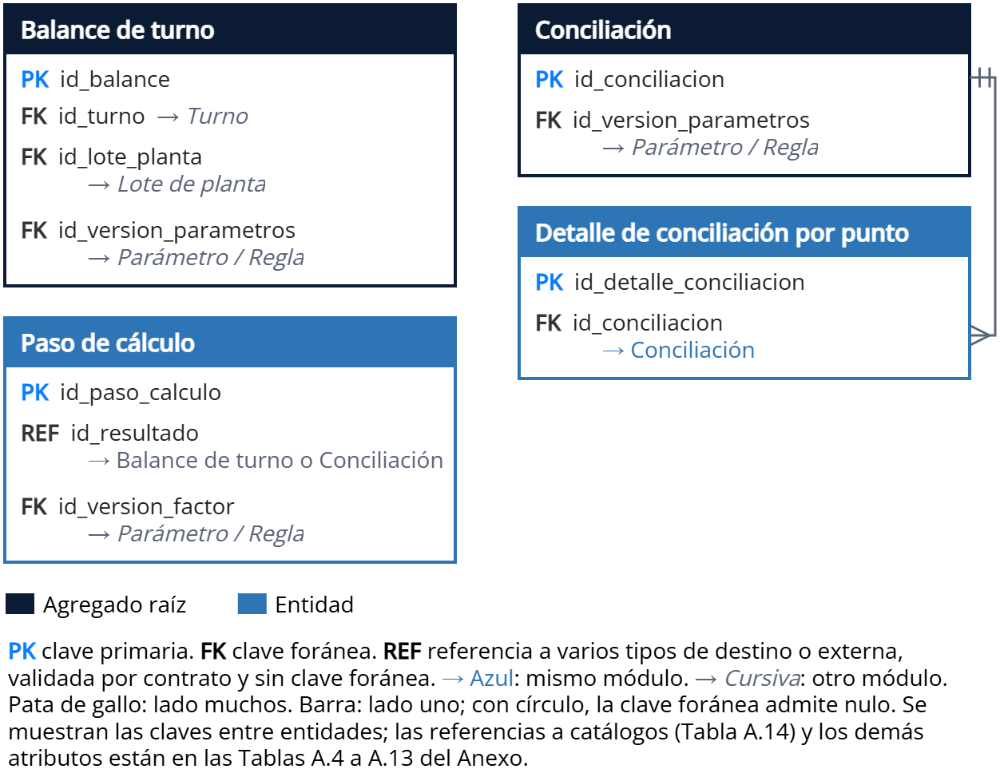 Balance de turno
PK id_balance
FK id_turno → Turno
FK id_lote_planta
→ Lote de planta
FK id_version_parametros
→ Parámetro / Regla
Conciliación
PK id_conciliacion
FK id_version_parametros
→ Parámetro / Regla
Detalle de conciliación por punto
PK id_detalle_conciliacion
FK id_conciliacion
→ Conciliación
Paso de cálculo
PK id_paso_calculo
REF id_resultado
→ Balance de turno o Conciliación
FK id_version_factor
→ Parámetro / Regla
Agregado raíz
Entidad
PK clave primaria. FK clave foránea. REF referencia a varios tipos de destino o externa,
validada por contrato y sin clave foránea. → Azul: mismo módulo. → Cursiva: otro módulo.
Pata de gallo: lado muchos. Barra: lado uno; con círculo, la clave foránea admite nulo. Se
muestran las claves entre entidades; las referencias a catálogos (Tabla A.14) y los demás
atributos están en las Tablas A.4 a A.13 del Anexo.